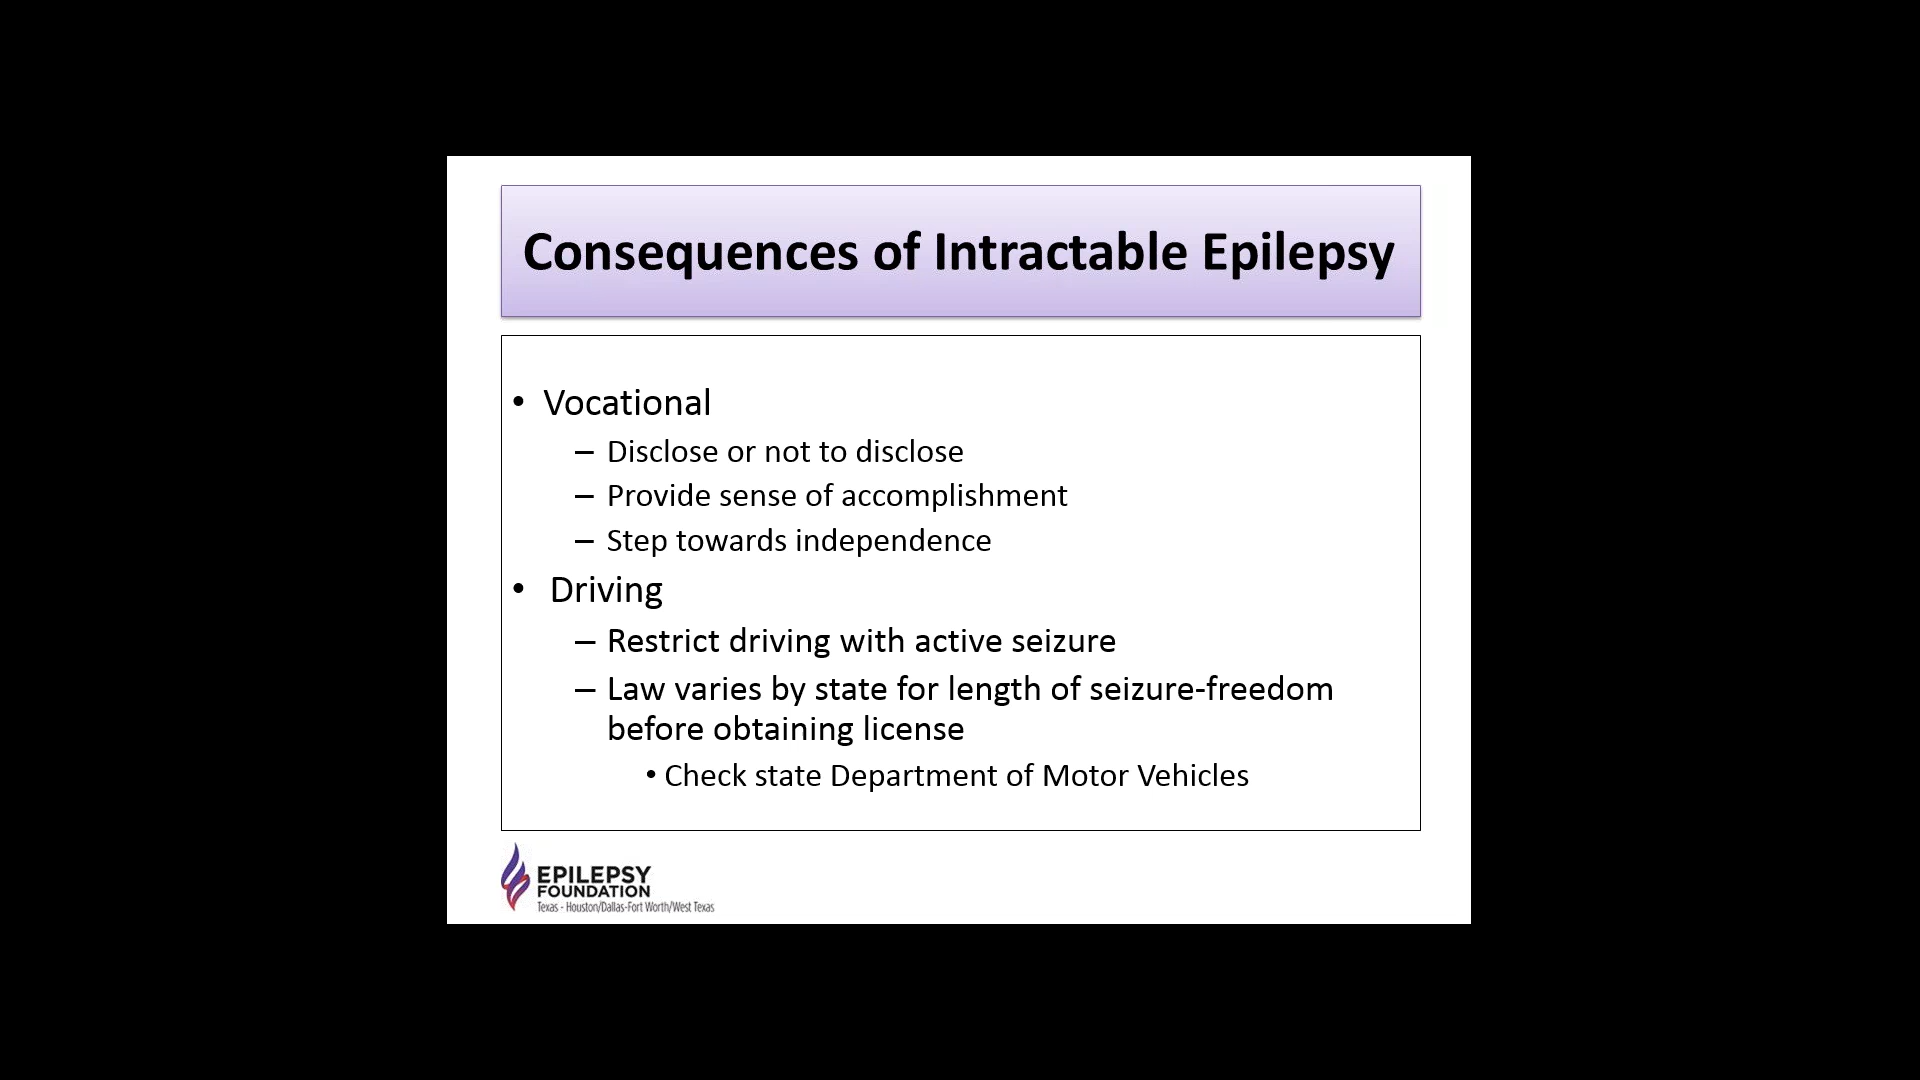 Consequences of Intractable Epilepsy
• Vocational
– Disclose or not to disclose
– Provide sense of accomplishment
– Step towards independence
• Driving
– Restrict driving with active seizure
– Law varies by state for length of seizure-freedom
before obtaining license
• Check state Department of Motor Vehicles
EPILEPSY
FOUNDATION
Texas - Houston/Dallas-Fort Worth/West Texas